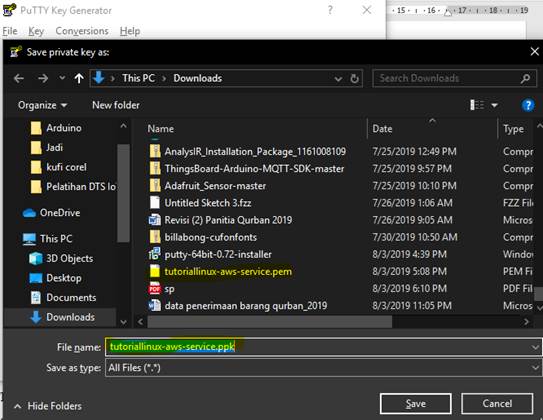 PuTTY Key Generator
File Key Conversions Help
· 15 · ı · 16 · ı · 17 · ı · 18 · ı · 19
Save private key as:
This PC > Downloads
Search Downloads
Organize New folder
Name Date Type
Arduino
Jadi
kufi corel
Pelatihan DTS Io
OneDrive
This PC
3D Objects
Desktop
Documents
Downloads
AnalysIR_Installation_Package_1161008109 7/25/2019 12:49 PM Compr
ThingsBoard-Arduino-MQTT-SDK-master 7/25/2019 9:57 PM Compr
Adafruit_Sensor-master 7/25/2019 10:10 PM Compr
Untitled Sketch 3.fzz 7/26/2019 1:06 AM FZZ Fil
Revisi (2) Panitia Qurban 2019 7/26/2019 9:05 AM Micros
billabong-cufonfonts 7/30/2019 10:50 AM Compr
putty-64bit-0.72-installer 8/3/2019 4:39 PM Windo
tutoriallinux-aws-service.pem 8/3/2019 5:08 PM PEM Fi
sp 8/3/2019 6:10 PM PDF Fi
data penerimaan barang qurban_2019 8/3/2019 11:05 PM Micros
File name: tutoriallinux-aws-service.ppk
Save as type: All Files (*.*)
Hide Folders
Save Cancel